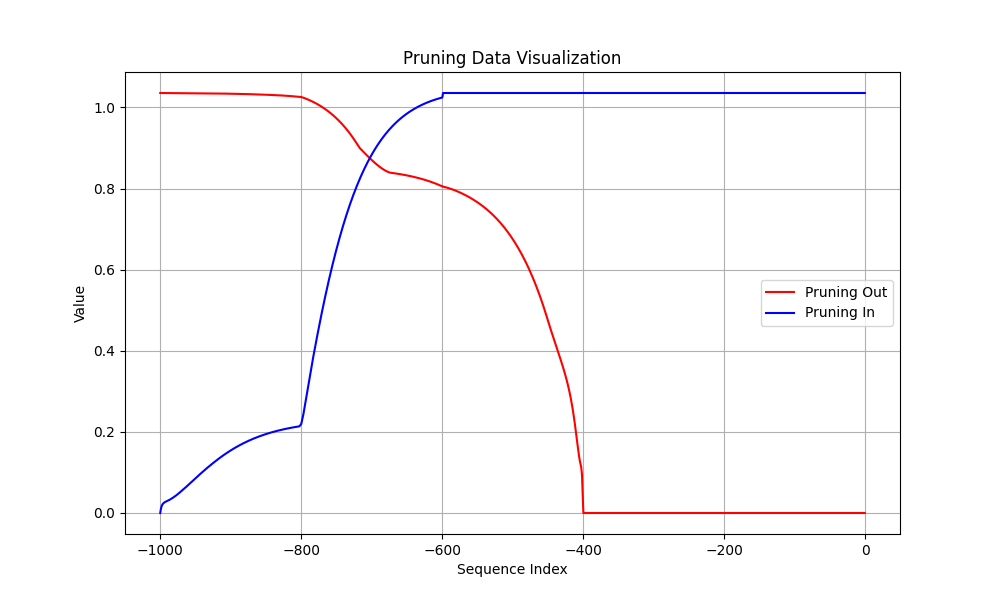 Pruning Data Visualization
Value
1.0
0.8
0.6
0.4
0.2
0.0
Pruning Out
Pruning In
−1000 −800 −600 −400 −200 0
Sequence Index